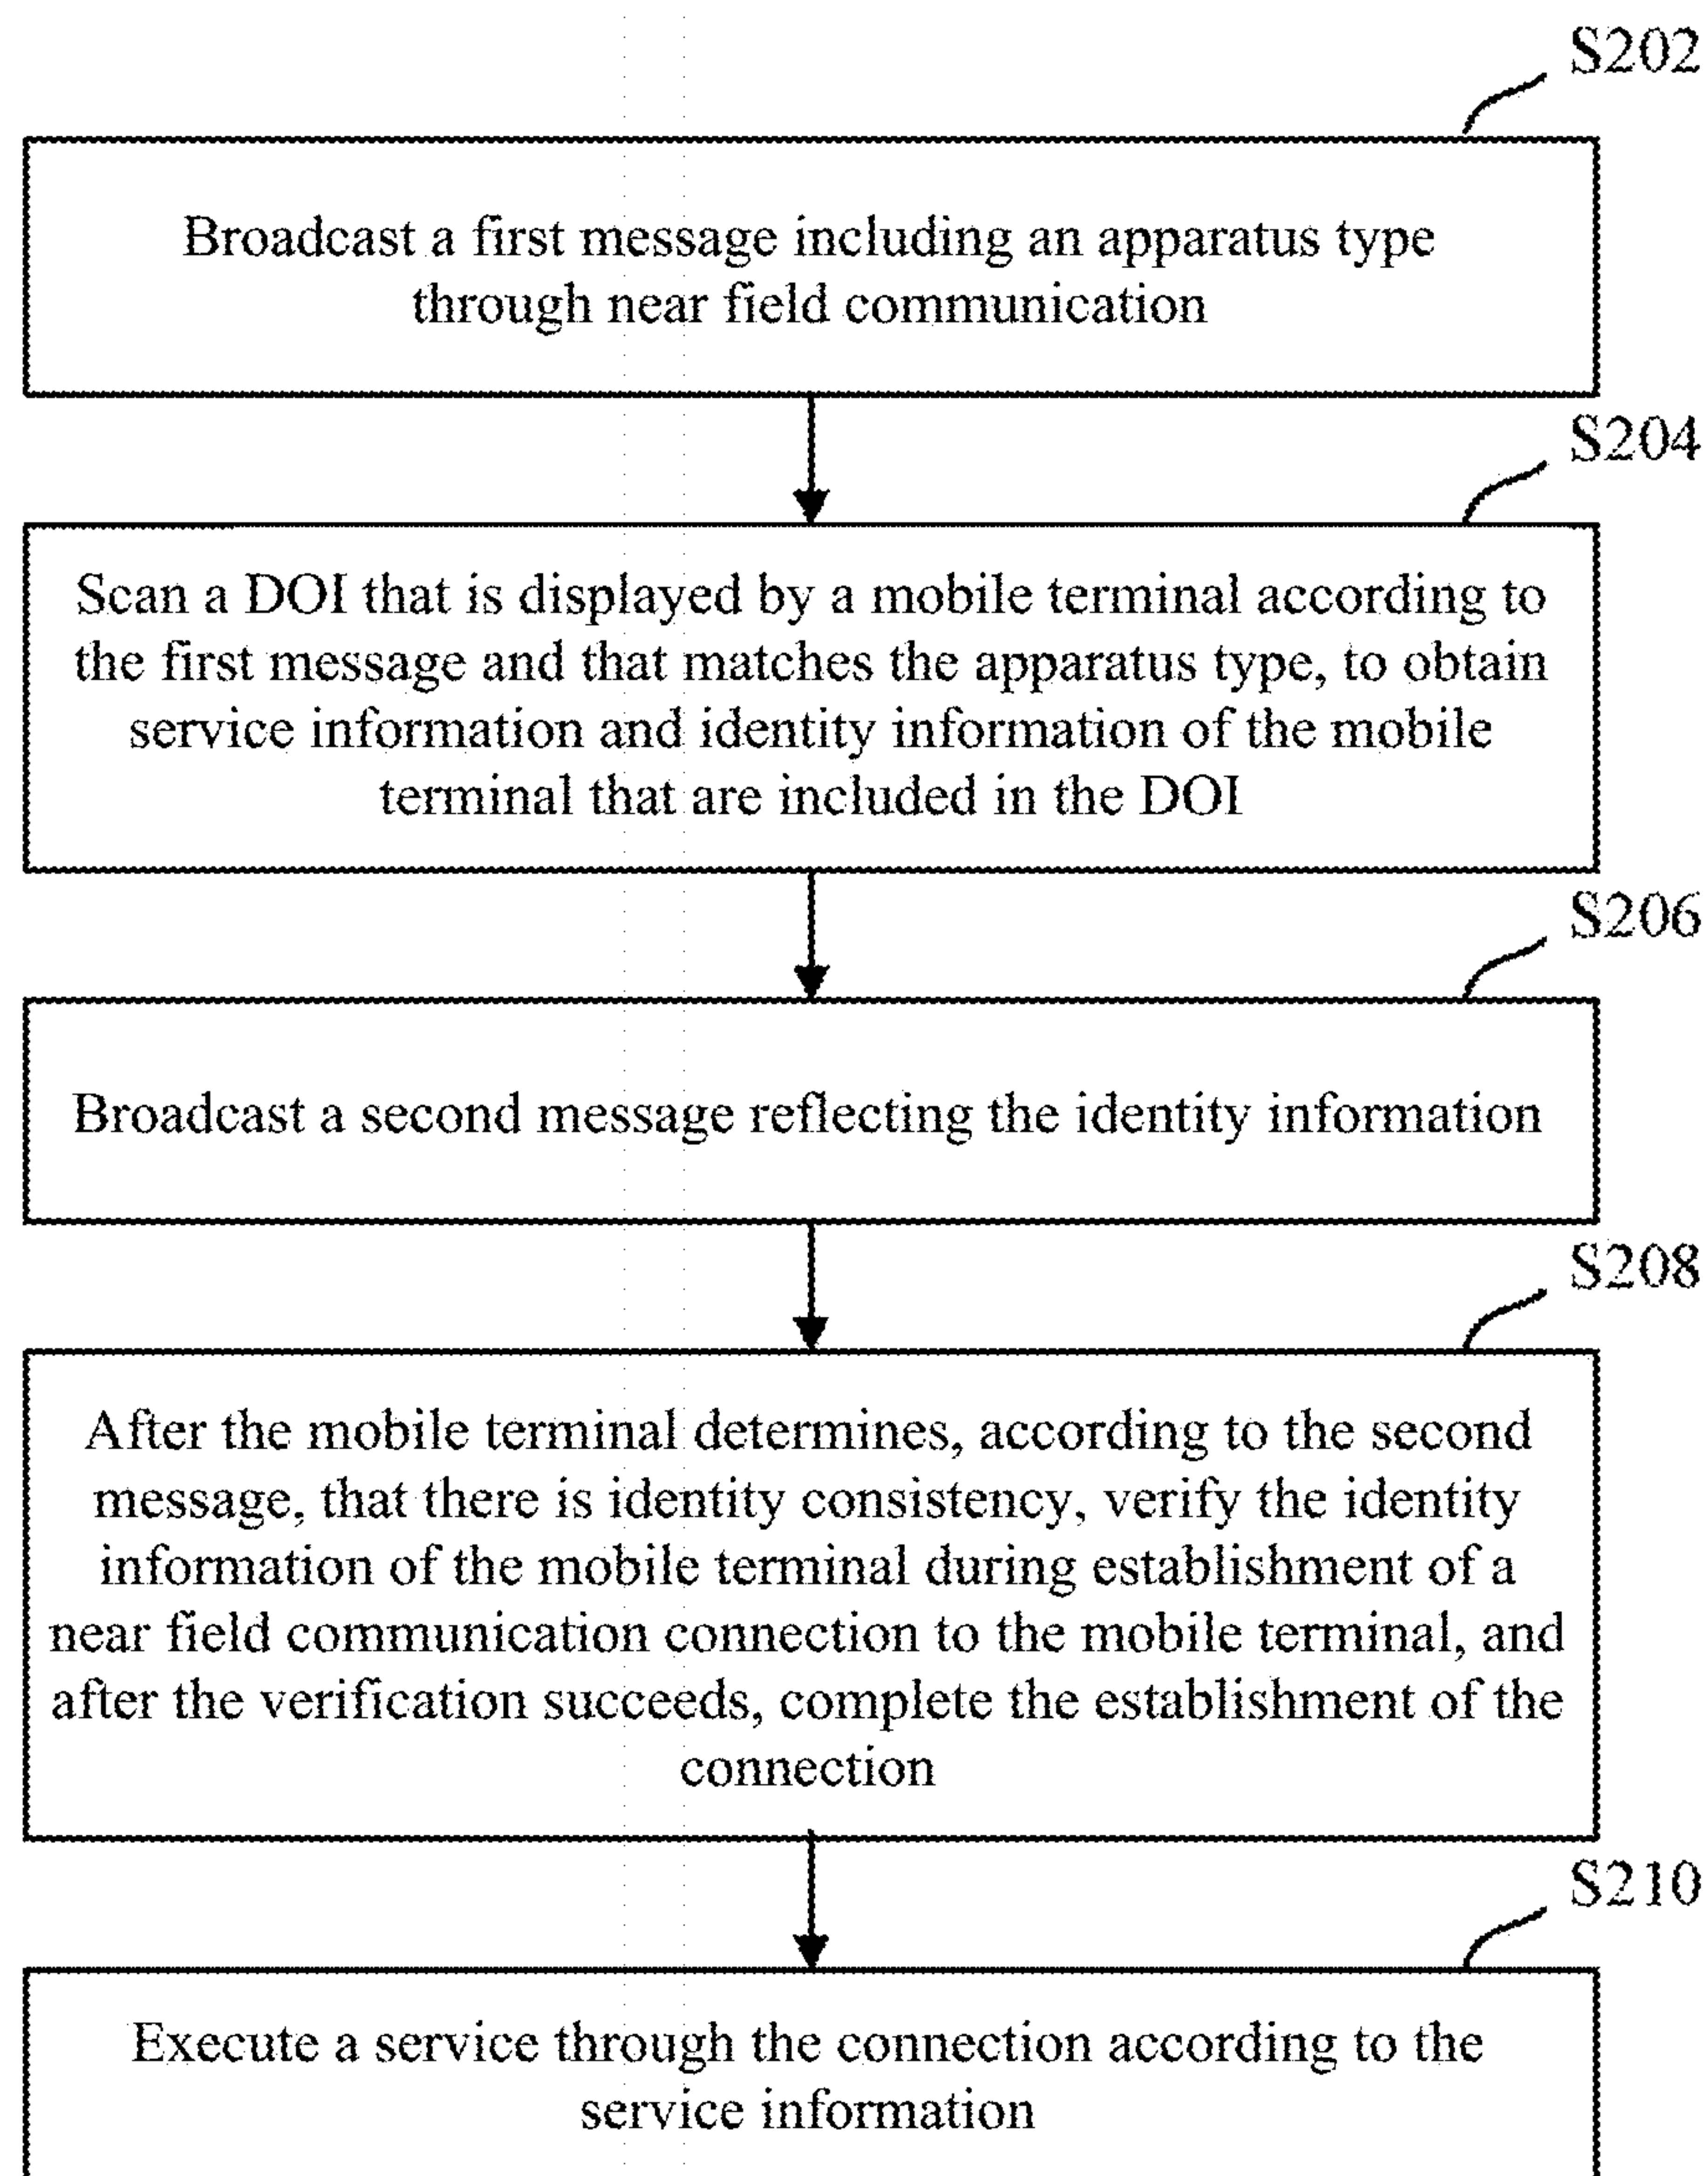 S202
Broadcast a first message including an apparatus type
through near field communication
S204
Scan a DOI that is displayed by a mobile terminal according to
the first message and that matches the apparatus type, to obtain
service information and identity information of the mobile
terminal that are included in the DOI
S206
Broadcast a second message reflecting the identity information
S208
After the mobile terminal determines, according to the second
message, that there is identity consistency, verify the identity
information of the mobile terminal during establishment of a
near field communication connection to the mobile terminal, and
after the verification succeeds, complete the establishment of the
connection
S210
Execute a service through the connection according to the
service information